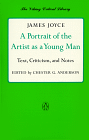 The Viking Critical Library
JAMES JOYCE
A Portrait of the
Artist as a Young Man
Text, Criticism, and Notes
EDITED BY CHESTER G. ANDERSON